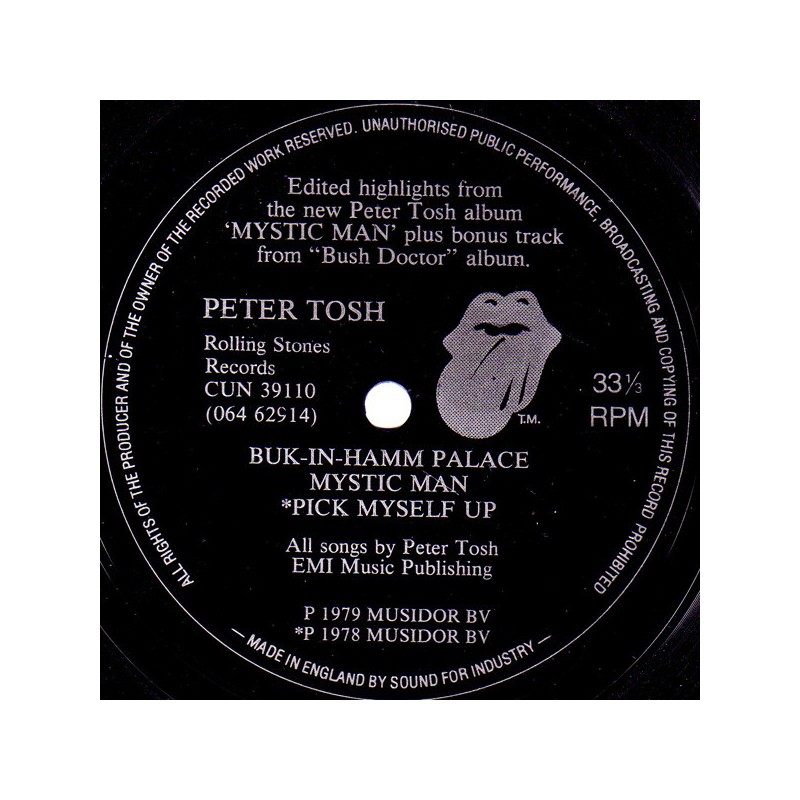 ALL RIGHTS OF THE PRODUCER AND OF THE OWNER OF THE RECORDED WORK RESERVED. UNAUTHORISED PUBLIC PERFORMANCE, BROADCASTING AND COPYING OF THIS RECORD PROHIBITED
Edited highlights from
the new Peter Tosh album
‘MYSTIC MAN’ plus bonus track
from “Bush Doctor” album.
PETER TOSH
Rolling Stones
Records
CUN 39110
(064 62914)
T.M.
33⅓
RPM
BUK-IN-HAMM PALACE
MYSTIC MAN
*PICK MYSELF UP
All songs by Peter Tosh
EMI Music Publishing
P 1979 MUSIDOR BV
*P 1978 MUSIDOR BV
— MADE IN ENGLAND BY SOUND FOR INDUSTRY —